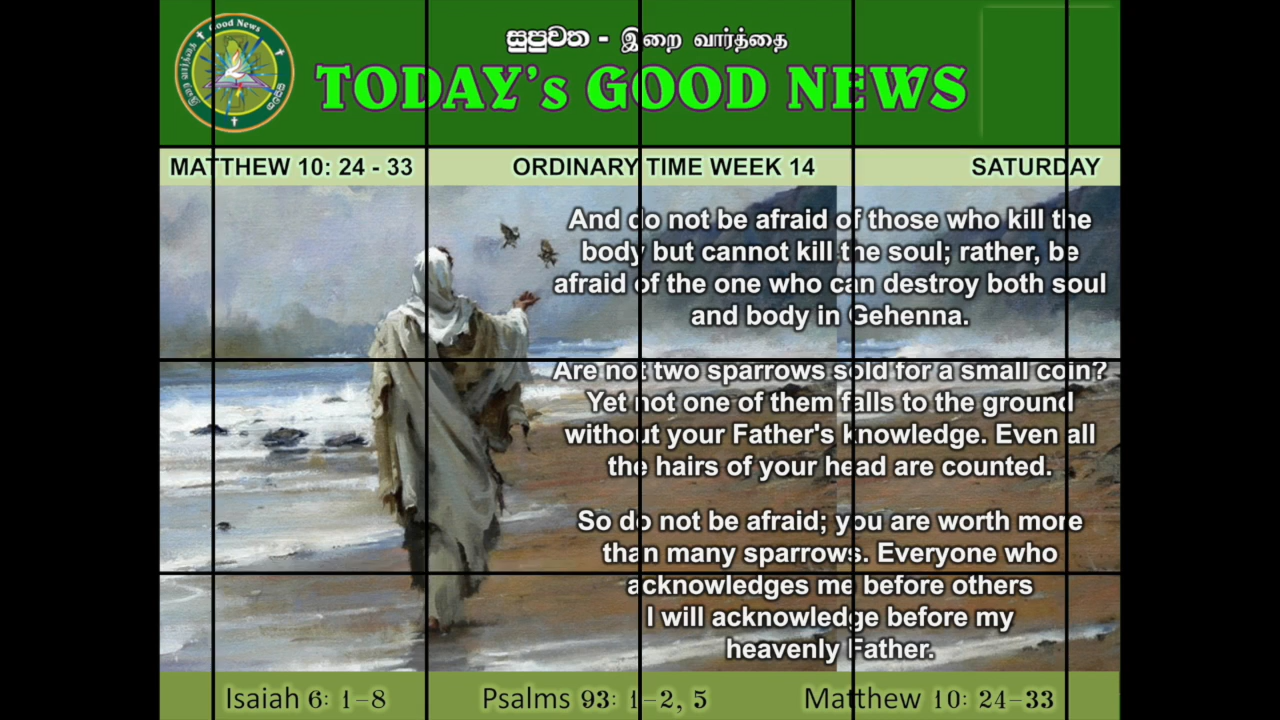 Good News
இறை வார்த்தை
සුපුවත
සුපුවත - இறை வார்த்தை
TODAY's GOOD NEWS
MATTHEW 10: 24 - 33
ORDINARY TIME WEEK 14
SATURDAY
And do not be afraid of those who kill the
body but cannot kill the soul; rather, be
afraid of the one who can destroy both soul
and body in Gehenna.
Are not two sparrows sold for a small coin?
Yet not one of them falls to the ground
without your Father's knowledge. Even all
the hairs of your head are counted.
So do not be afraid; you are worth more
than many sparrows. Everyone who
acknowledges me before others
I will acknowledge before my
heavenly Father.
Isaiah 6: 1-8
Psalms 93: 1-2, 5
Matthew 10: 24-33